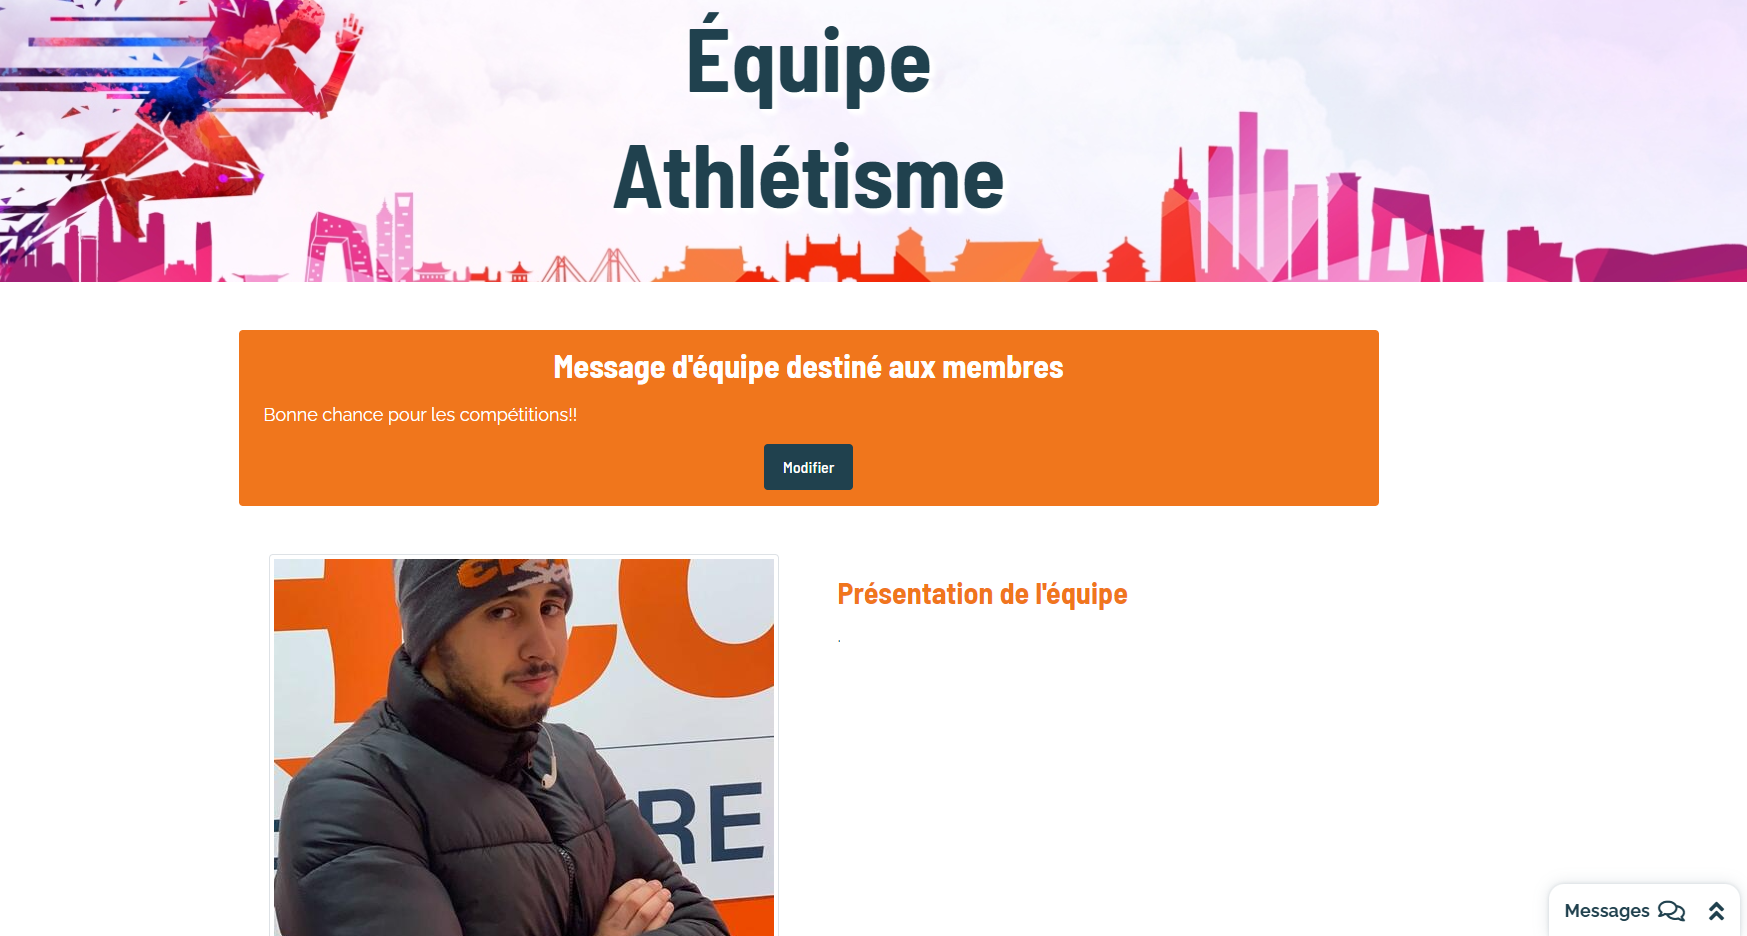 Équipe
Athlétisme
Message d'équipe destiné aux membres
Bonne chance pour les compétitions!!
Modifier
Présentation de l'équipe
.
RE
Messages